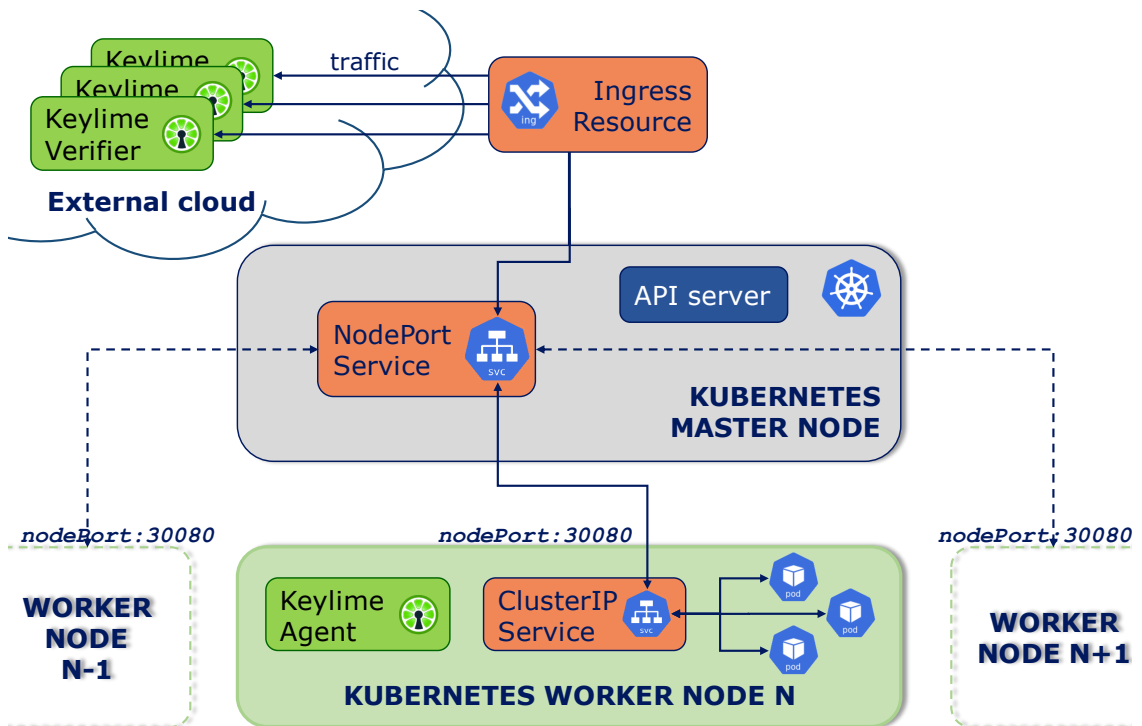 Keylime
Keylime
Keylime
Verifier
traffic
Ingress
Resource
ing
External cloud
API server
NodePort
Service
svc
KUBERNETES
MASTER NODE
nodePort:30080
nodePort:30080
nodePort:30080
WORKER
NODE
N-1
Keylime
Agent
ClusterIP
Service
svc
pod
pod
pod
KUBERNETES WORKER NODE N
WORKER
NODE N+1